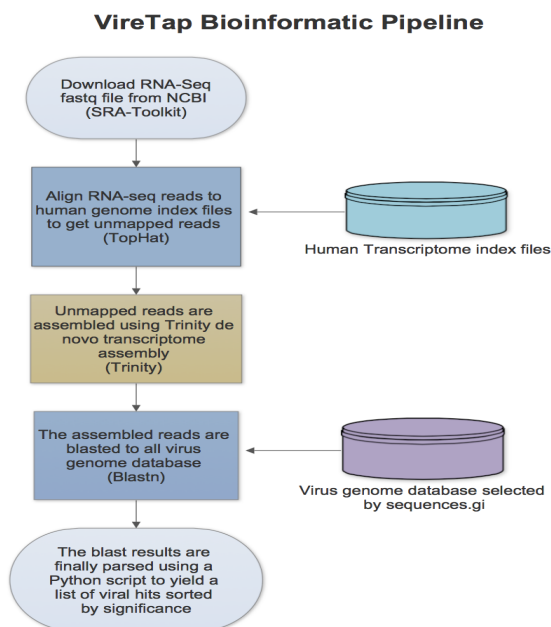 VireTap Bioinformatic Pipeline
Download RNA-Seq
fastq file from NCBI
(SRA-Toolkit)
Align RNA-seq reads to
human genome index files
to get unmapped reads
(TopHat)
Human Transcriptome index files
Unmapped reads are
assembled using Trinity de
novo transcriptome
assembly
(Trinity)
The assembled reads are
blasted to all virus
genome database
(Blastn)
Virus genome database selected
by sequences.gi
The blast results are
finally parsed using a
Python script to yield a
list of viral hits sorted
by significance